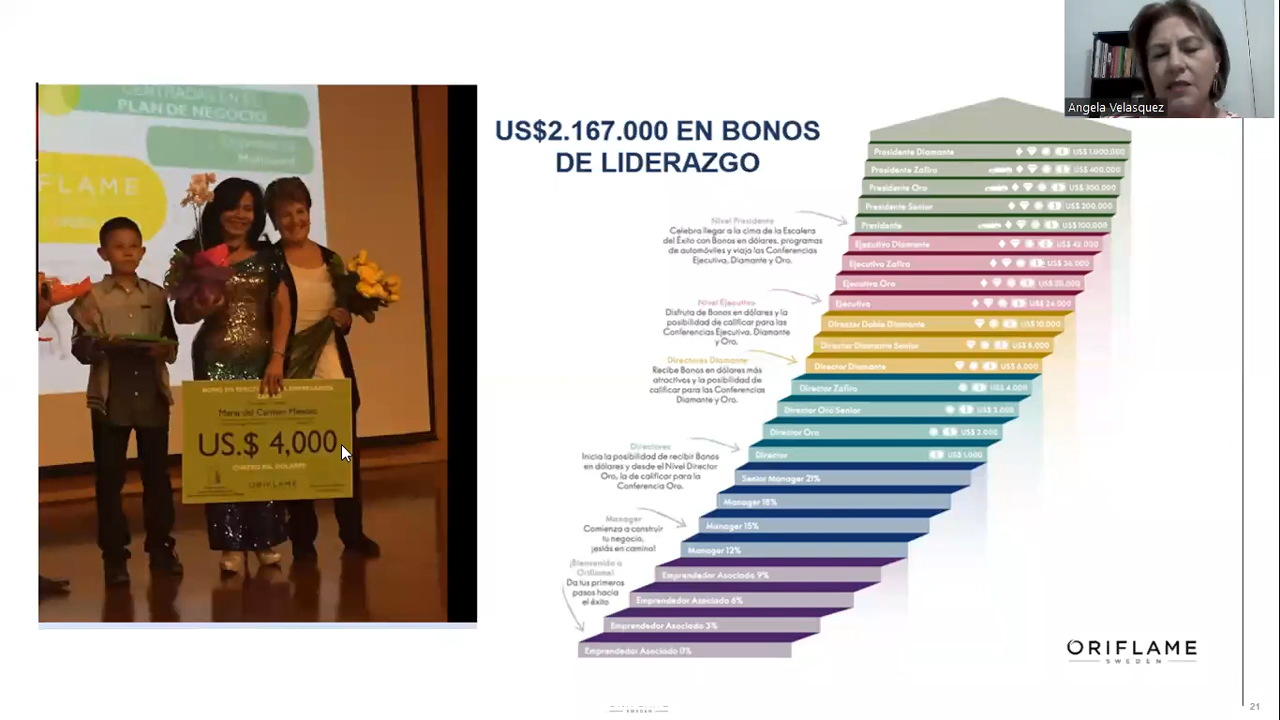 Angela Velasquez
CENTRADAS EN EL
PLAN DE NEGOCIO
FLAME
Maria del Carmen
US.$ 4,000
CUATRO MIL DOLARES
ORIFLAME
US$2.167.000 EN BONOS
DE LIDERAZGO
Presidente Diamante US$ 1.000.000
Presidente Zafiro US$ 400,000
Presidente Oro US$ 300,000
Presidente Senior US$ 200,000
Presidente US$ 100,000
Ejecutivo Diamante US$ 42,000
Ejecutivo Zafiro US$ 36,000
Ejecutivo Oro US$
Ejecutivo US$ 24,000
Director Doble Diamante US$ 10,000
Director Diamante Senior US$ 8,000
Director Diamante US$ 6,000
Director Zafiro US$ 4,000
Director Oro Senior US$ 3,000
Director Oro US$ 2,000
Director US$ 1,000
Senior Manager 21%
Manager 18%
Manager 15%
Manager 12%
Emprendedor Asociado 9%
Emprendedor Asociado 6%
Emprendedor Asociado 3%
Emprendedor Asociado 0%
Nivel Presidente
Celebra llegar a la cima de la Escalera
del Éxito con Bonos en dólares, programas
de automóviles y viaja las Conferencias
Ejecutiva, Diamante y Oro.
Nivel Ejecutivo
Disfruta de Bonos en dólares y la
posibilidad de calificar para las
Conferencias Ejecutiva, Diamante
y Oro.
Directores Diamante
Recibe Bonos en dólares más
atractivos y la posibilidad de
calificar para las Conferencias
Diamante y Oro.
Directores
Inicia la posibilidad de recibir Bonos
en dólares y desde el Nivel Director
Oro, la de calificar para la
Conferencia Oro.
Manager
Comienza a construir
tu negocio,
¡estás en camino!
¡Bienvenido a
Oriflame!
Da tus primeros
pasos hacia
el éxito
ORIFLAME
SWEDEN
SWEDEN
21